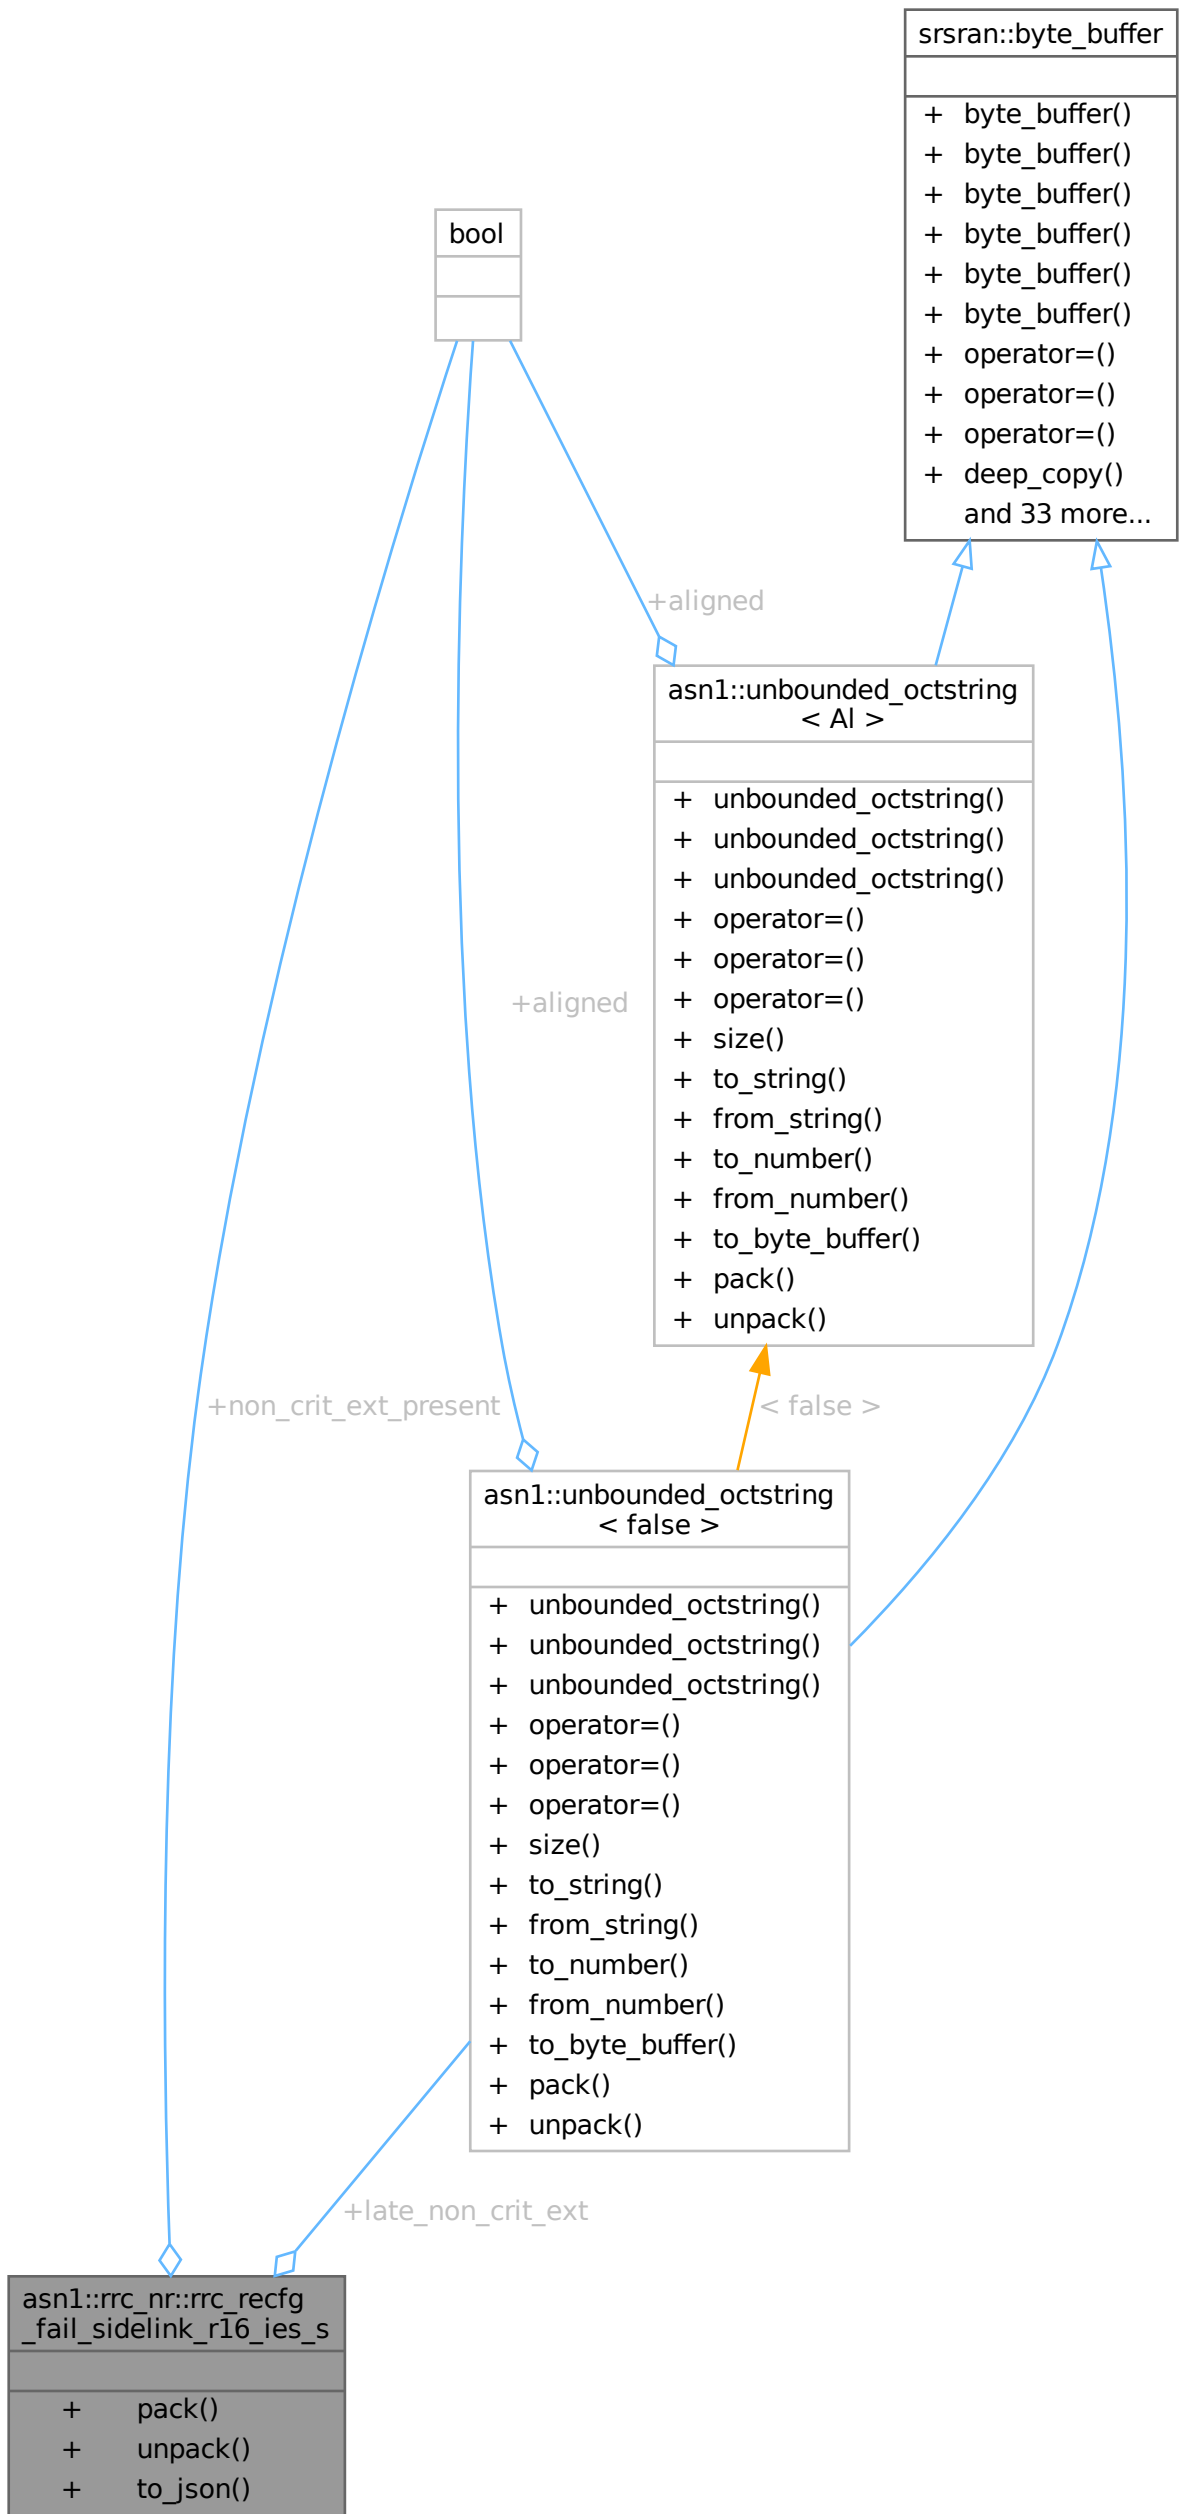 srsran::byte_buffer
+ byte_buffer()
+ byte_buffer()
+ byte_buffer()
+ byte_buffer()
+ byte_buffer()
+ byte_buffer()
+ operator=()
+ operator=()
+ operator=()
+ deep_copy()
and 33 more...
bool
+aligned
asn1::unbounded_octstring
< Al >
+ unbounded_octstring()
+ unbounded_octstring()
+ unbounded_octstring()
+ operator=()
+ operator=()
+ operator=()
+ size()
+ to_string()
+ from_string()
+ to_number()
+ from_number()
+ to_byte_buffer()
+ pack()
+ unpack()
+aligned
+non_crit_ext_present
< false >
asn1::unbounded_octstring
< false >
+ unbounded_octstring()
+ unbounded_octstring()
+ unbounded_octstring()
+ operator=()
+ operator=()
+ operator=()
+ size()
+ to_string()
+ from_string()
+ to_number()
+ from_number()
+ to_byte_buffer()
+ pack()
+ unpack()
+late_non_crit_ext
asn1::rrc_nr::rrc_recfg
_fail_sidelink_r16_ies_s
+ pack()
+ unpack()
+ to_json()